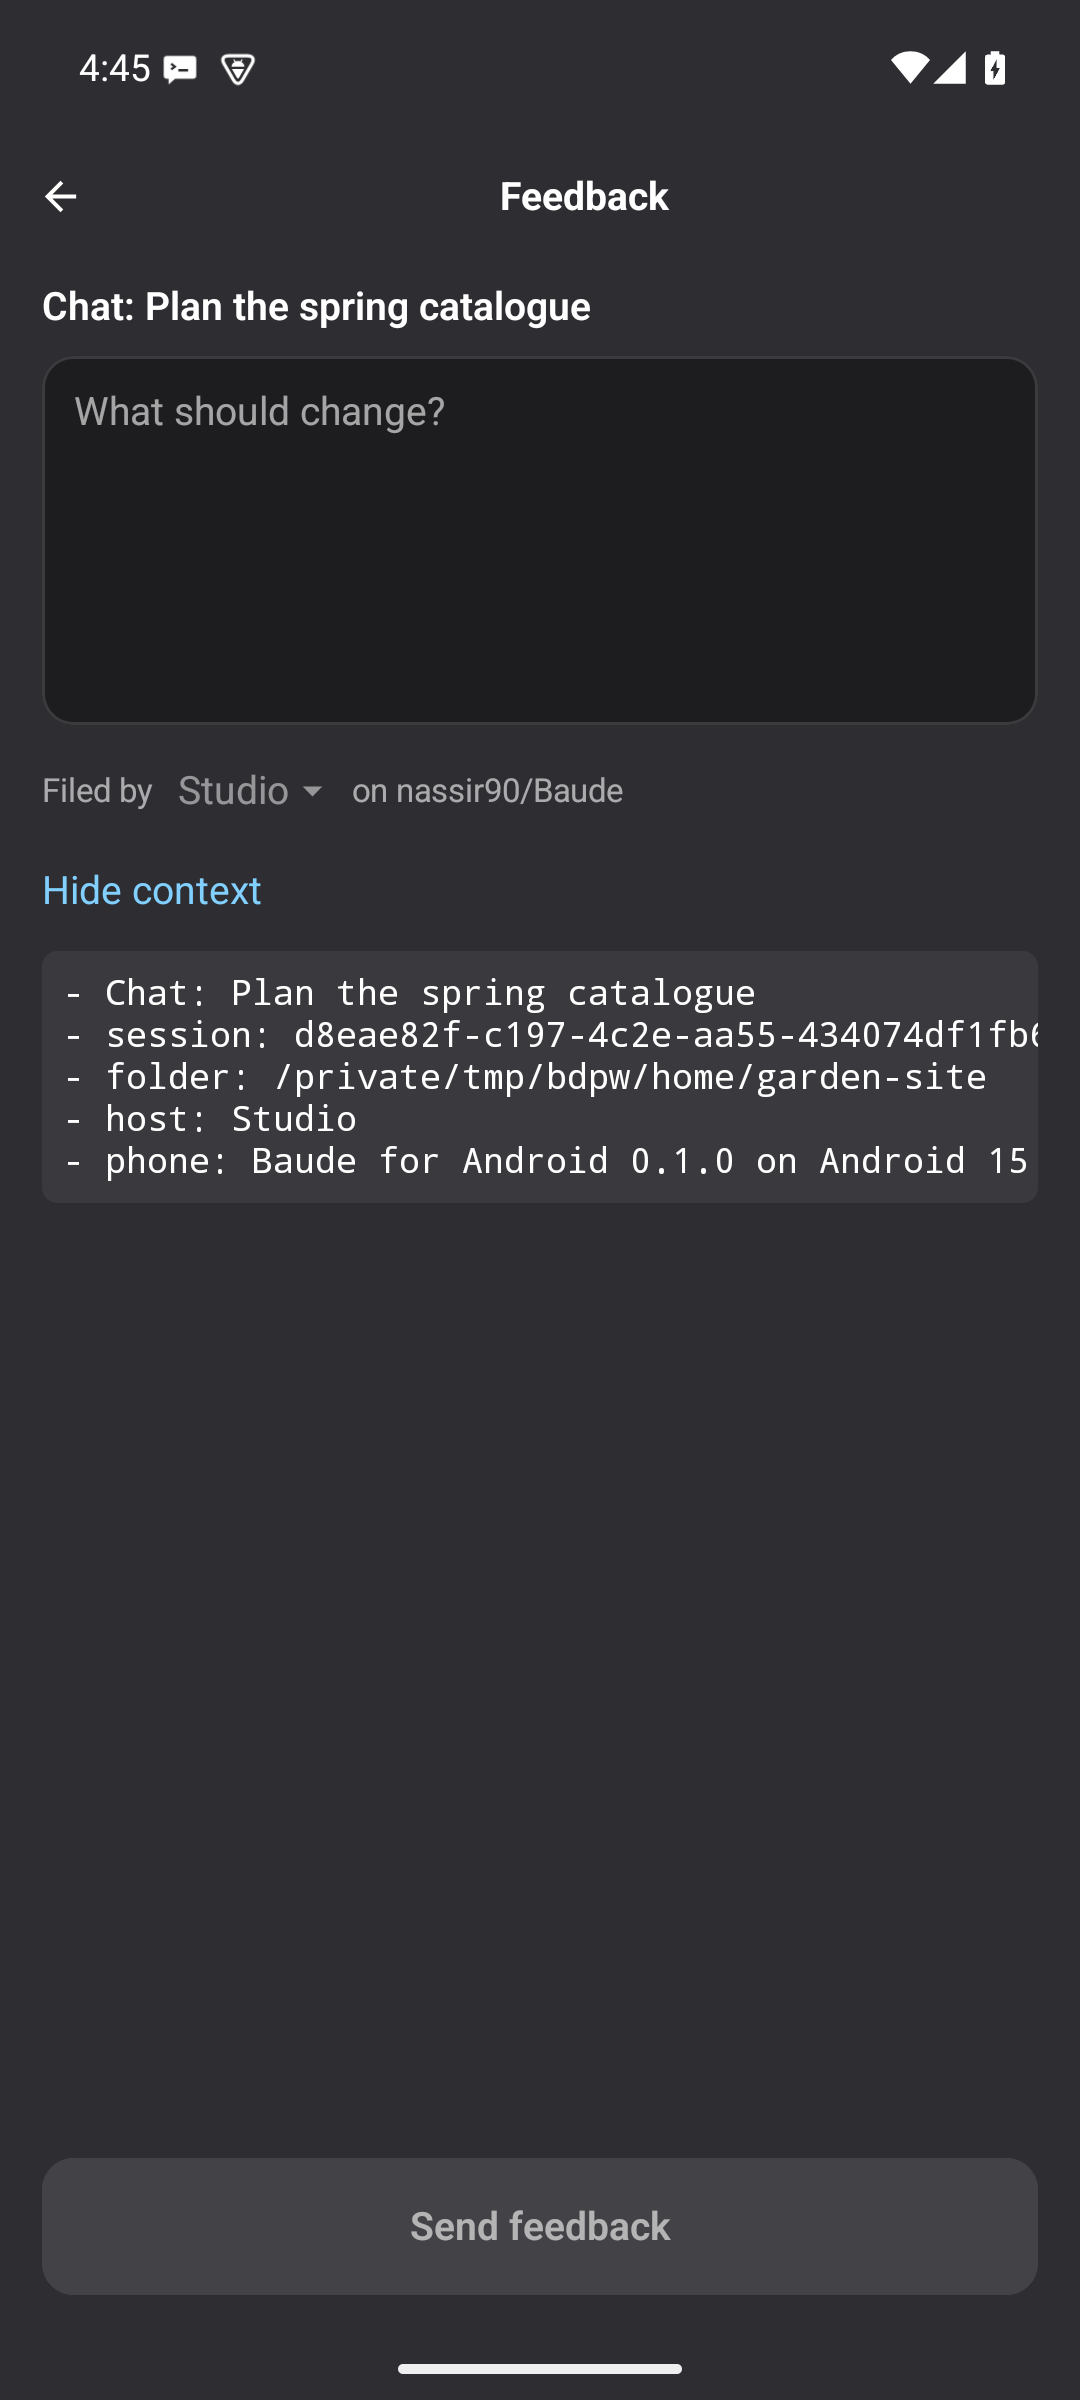 4:45
Feedback
Chat: Plan the spring catalogue
What should change?
Filed by Studio on nassir90/Baude
Hide context
- Chat: Plan the spring catalogue
- session: d8eae82f-c197-4c2e-aa55-434074df1fb6
- folder: /private/tmp/bdpw/home/garden-site
- host: Studio
- phone: Baude for Android 0.1.0 on Android 15
Send feedback